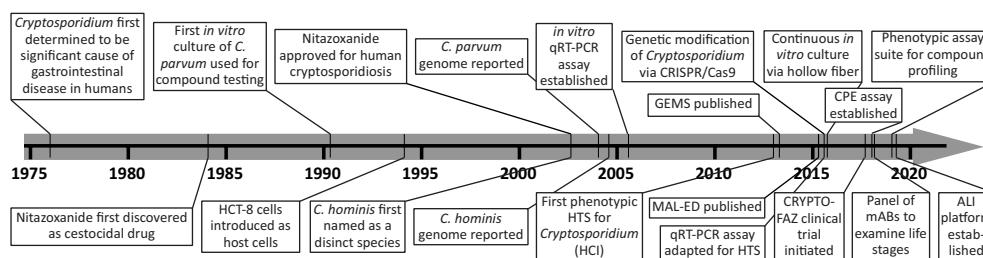 Cryptosporidium first
determined to be
significant cause of
gastrointestinal
disease in humans
First in vitro
culture of C.
parvum used for
compound testing
Nitazoxanide
approved for human
cryptosporidiosis
C. parvum
genome reported
in vitro
qRT-PCR
assay
established
Genetic modification
of Cryptosporidium
via CRISPR/Cas9
GEMS published
Continuous in
vitro culture
via hollow fiber
CPE assay
established
Phenotypic assay
suite for compound
profiling
1975 1980 1985 1990 1995 2000 2005 2010 2015 2020
Nitazoxanide first discovered
as cestocidal drug
HCT-8 cells
introduced as
host cells
C. hominis first
named as a
disinct species
C. hominis
genome reported
First phenotypic
HTS for
Cryptosporidium
(HCI)
MAL-ED published
qRT-PCR assay
adapted for HTS
CRYPTO-
FAZ clinical
trial
initiated
Panel of
mABs to
examine life
stages
ALI
platform
estab-
lished